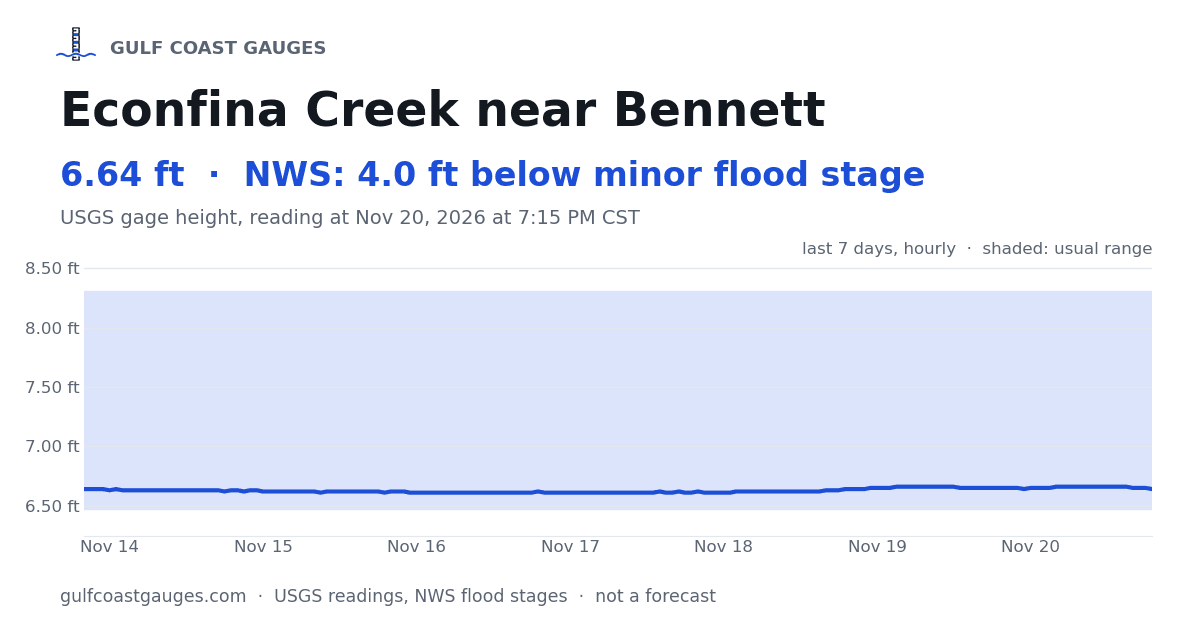 GULF COAST GAUGES
Econfina Creek near Bennett
6.64 ft · NWS: 4.0 ft below minor flood stage
USGS gage height, reading at Nov 20, 2026 at 7:15 PM CST
last 7 days, hourly · shaded: usual range
8.50 ft
8.00 ft
7.50 ft
7.00 ft
6.50 ft
Nov 14 Nov 15 Nov 16 Nov 17 Nov 18 Nov 19 Nov 20
gulfcoastgauges.com · USGS readings, NWS flood stages · not a forecast